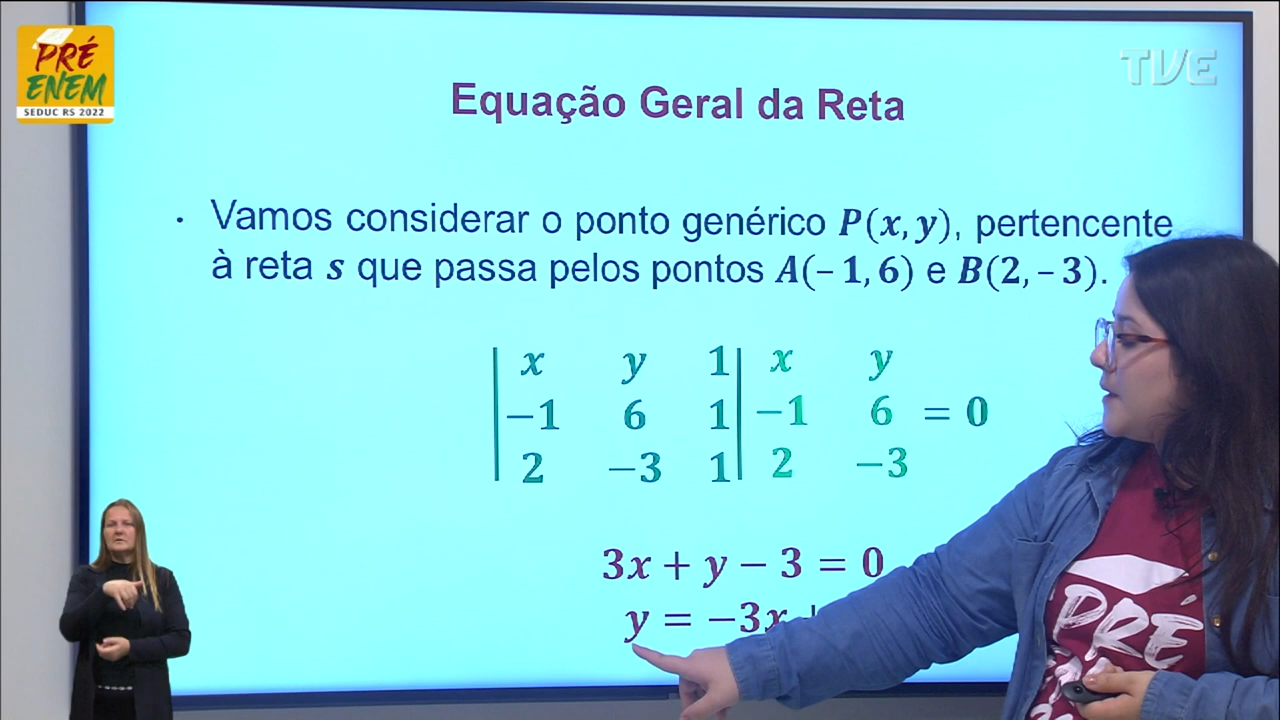 PRÉ
ENEM
SEDUC RS 2022
TVE
Equação Geral da Reta
· Vamos considerar o ponto genérico P(x, y), pertencente
à reta s que passa pelos pontos A(– 1, 6) e B(2, – 3).
| x y 1 | x y
| −1 6 1 | −1 6 = 0
| 2 −3 1 | 2 −3
3x + y − 3 = 0
y = −3x +
PRÉ